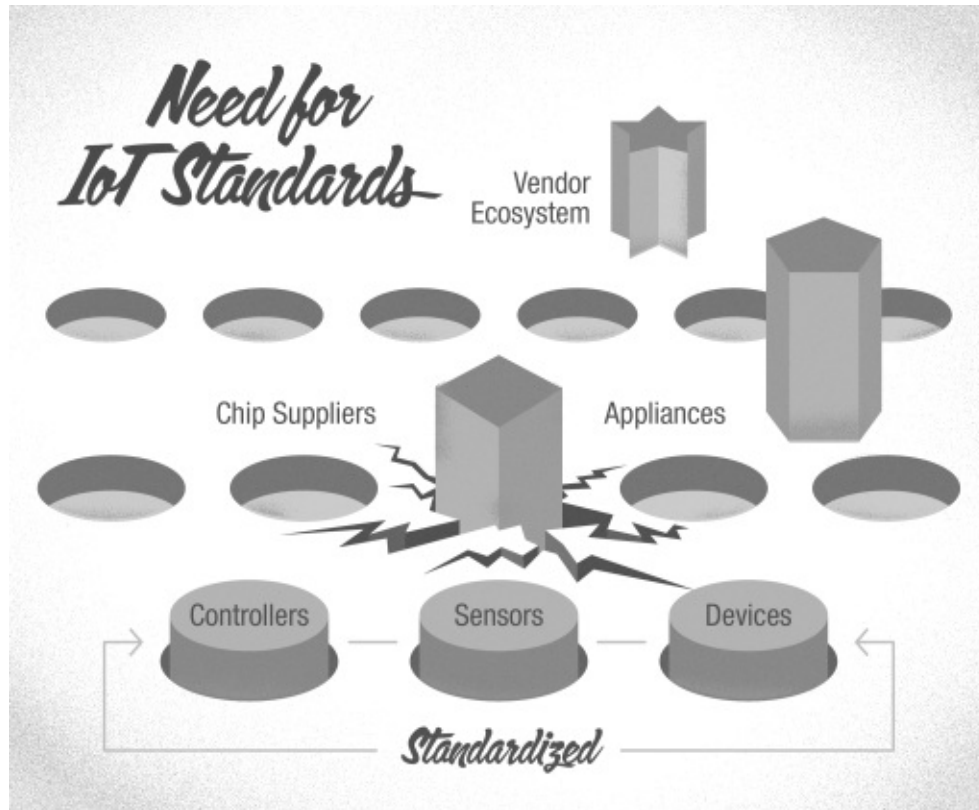 Need for
IoT Standards
Vendor
Ecosystem
Chip Suppliers
Appliances
Controllers
Sensors
Devices
Standardized